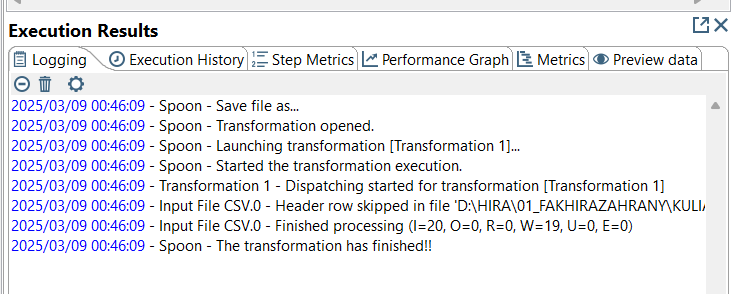 Execution Results
Logging Execution History Step Metrics Performance Graph Metrics Preview data
2025/03/09 00:46:09 - Spoon - Save file as...
2025/03/09 00:46:09 - Spoon - Transformation opened.
2025/03/09 00:46:09 - Spoon - Launching transformation [Transformation 1]...
2025/03/09 00:46:09 - Spoon - Started the transformation execution.
2025/03/09 00:46:09 - Transformation 1 - Dispatching started for transformation [Transformation 1]
2025/03/09 00:46:09 - Input File CSV.0 - Header row skipped in file 'D:\HIRA\01_FAKHIRAZAHRANY\KULIA
2025/03/09 00:46:09 - Input File CSV.0 - Finished processing (I=20, O=0, R=0, W=19, U=0, E=0)
2025/03/09 00:46:09 - Spoon - The transformation has finished!!